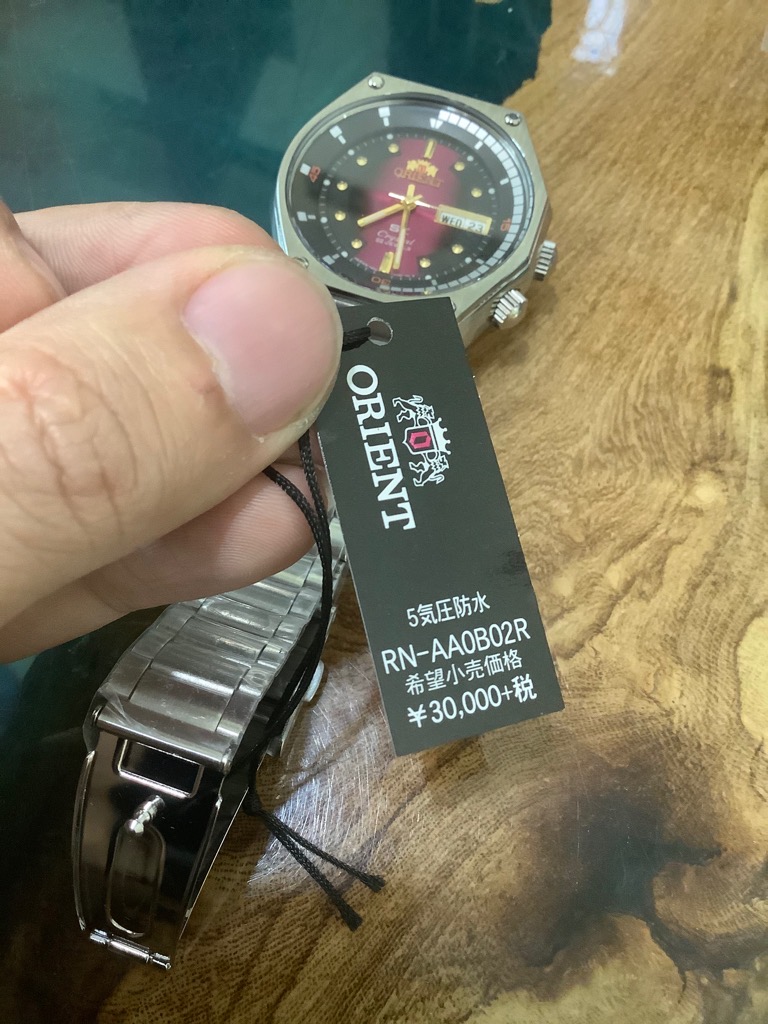 ORIENT
WED 23
ORIENT
5気圧防水
RN-AA0B02R
希望小売価格
￥30,000+税